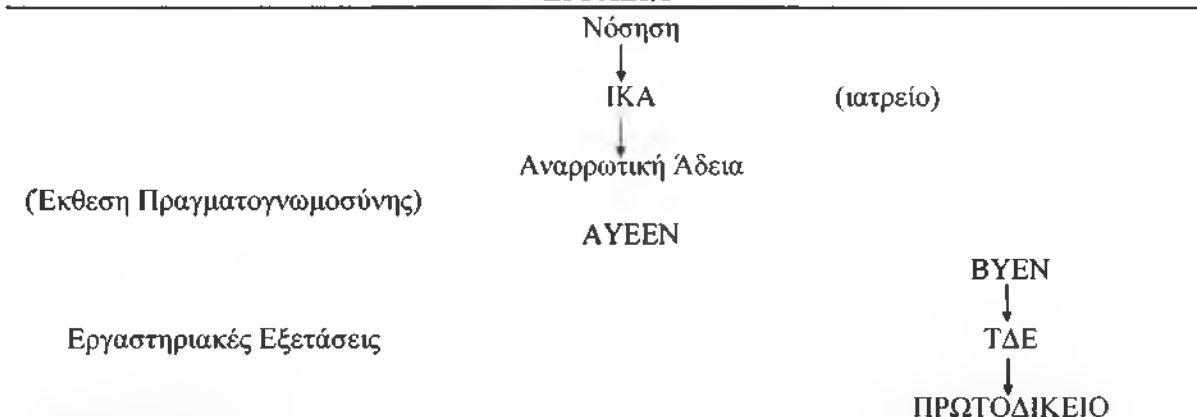 Νόσηση
ΙΚΑ (ιατρείο)
Αναρρωτική Άδεια
(Έκθεση Πραγματογνωμοσύνης)
ΑΥΕΕΝ
ΒΥΕΝ
Εργαστηριακές Εξετάσεις ΤΔΕ
ΠΡΩΤΟΔΙΚΕΙΟ